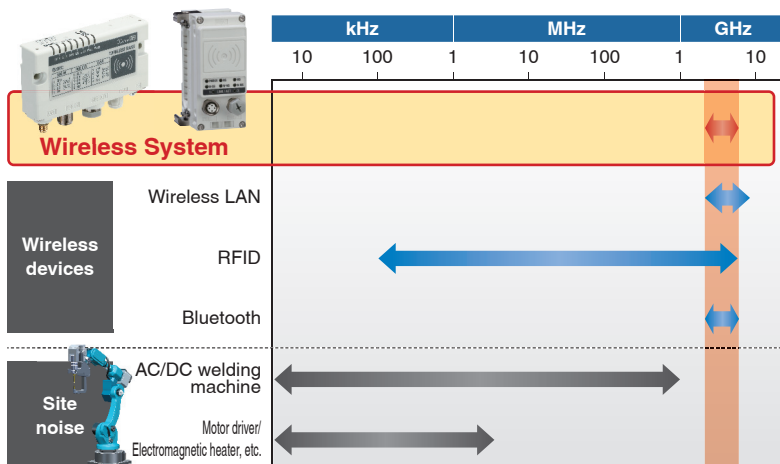 kHz MHz GHz
10 100 1 10 100 1 10
Wireless System
Wireless LAN
Wireless
devices
RFID
Bluetooth
AC/DC welding
machine
Site
noise
Motor driver/
Electromagnetic heater, etc.